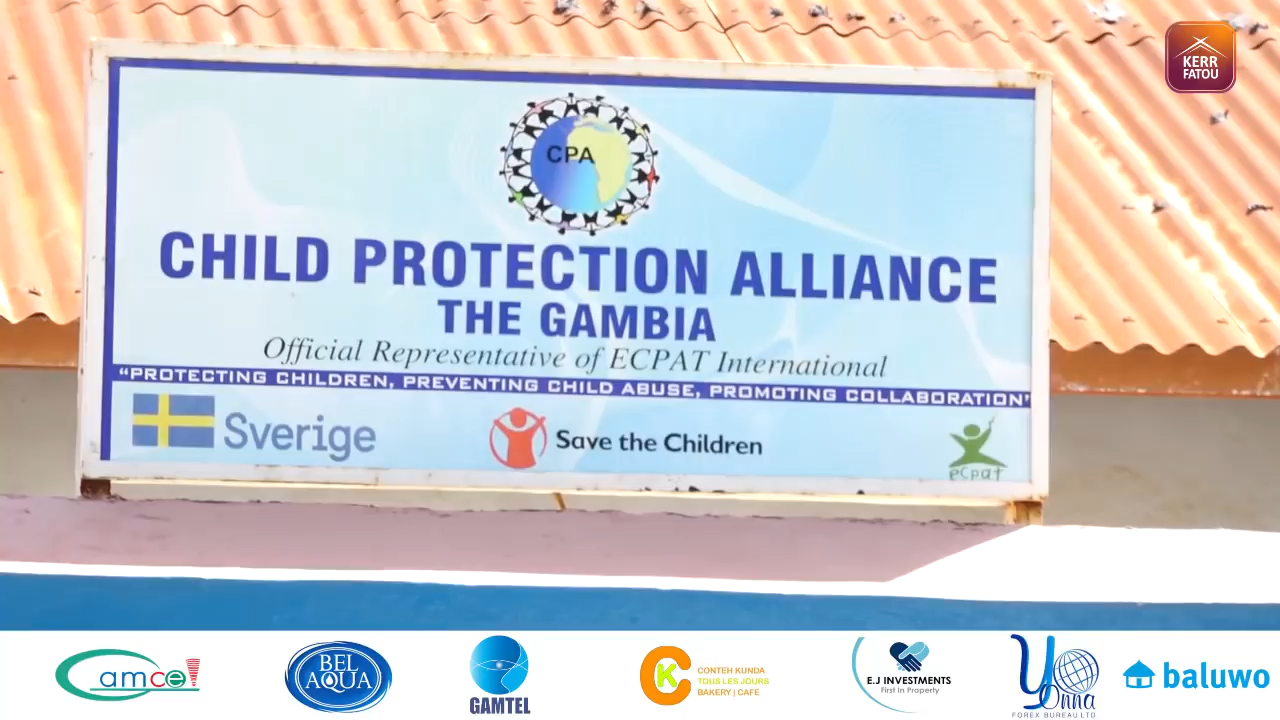 KERR
FATOU
CPA
CHILD PROTECTION ALLIANCE
THE GAMBIA
Official Representative of ECPAT International
“PROTECTING CHILDREN, PREVENTING CHILD ABUSE, PROMOTING COLLABORATION”
Sverige
Save the Children
eCpat
Gamcel
BEL
AQUA
GAMTEL
CK
CONTEH KUNDA
TOUS LES JOURS
BAKERY | CAFE
E.J INVESTMENTS
First In Property
Yonna
FOREX BUREAU LTD
baluwo